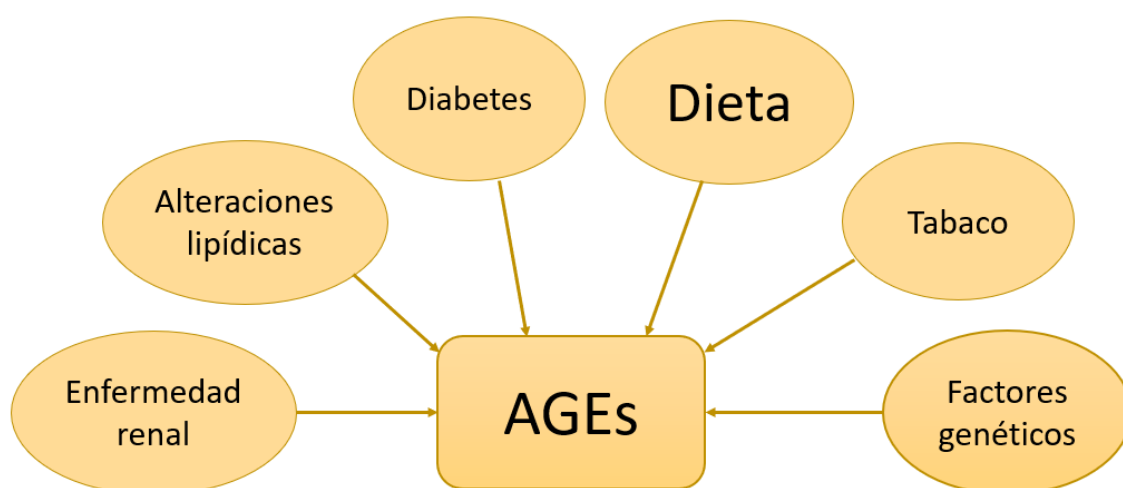 Diabetes
Dieta
Alteraciones
lipídicas
Tabaco
Enfermedad
renal
AGEs
Factores
genéticos